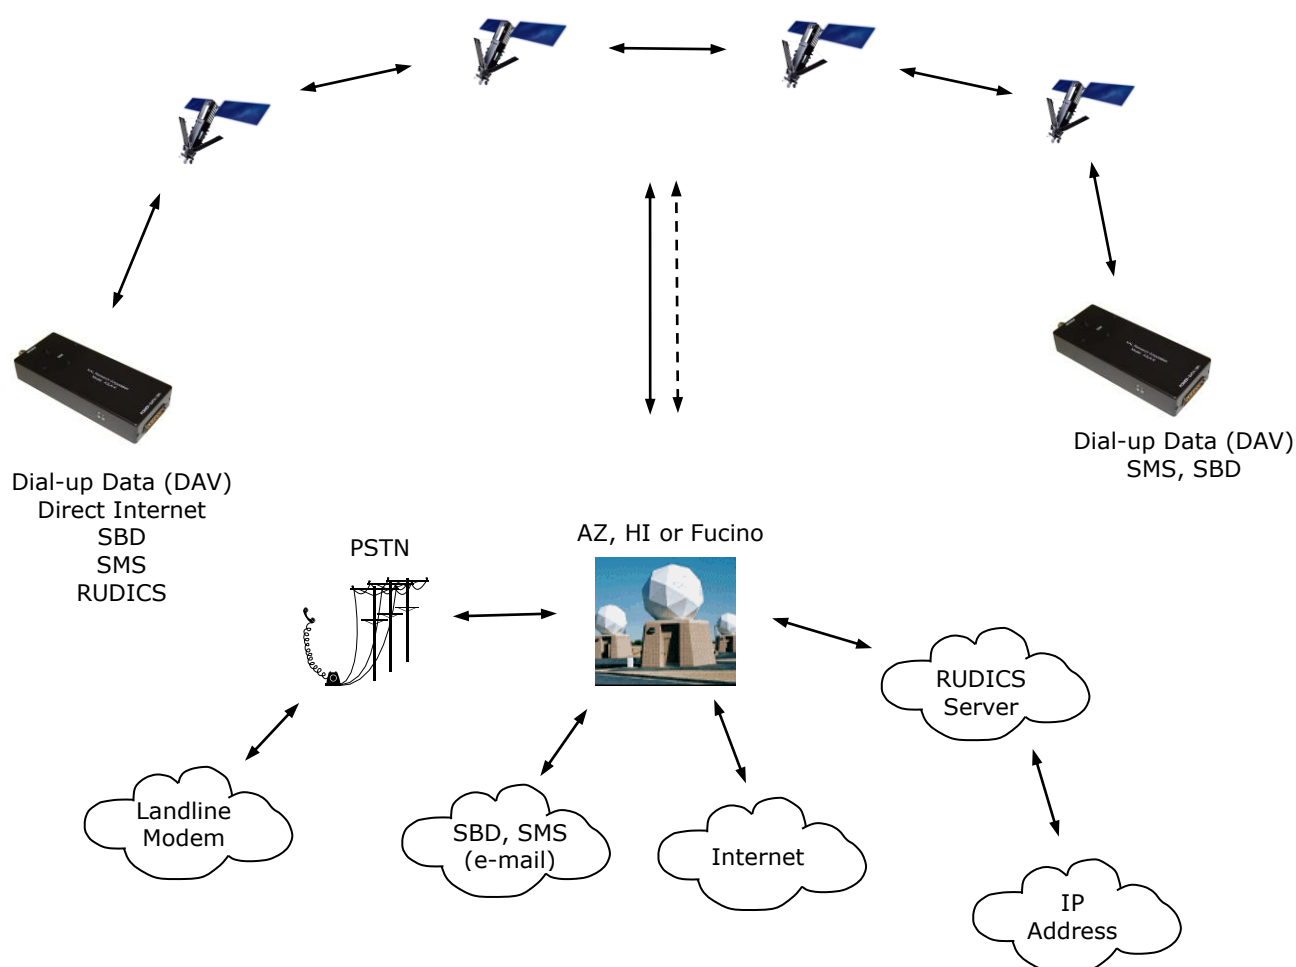 Dial-up Data (DAV)
SMS, SBD
Dial-up Data (DAV)
Direct Internet
SBD
SMS
RUDICS
PSTN
AZ, HI or Fucino
RUDICS
Server
Landline
Modem
SBD, SMS
(e-mail)
Internet
IP
Address